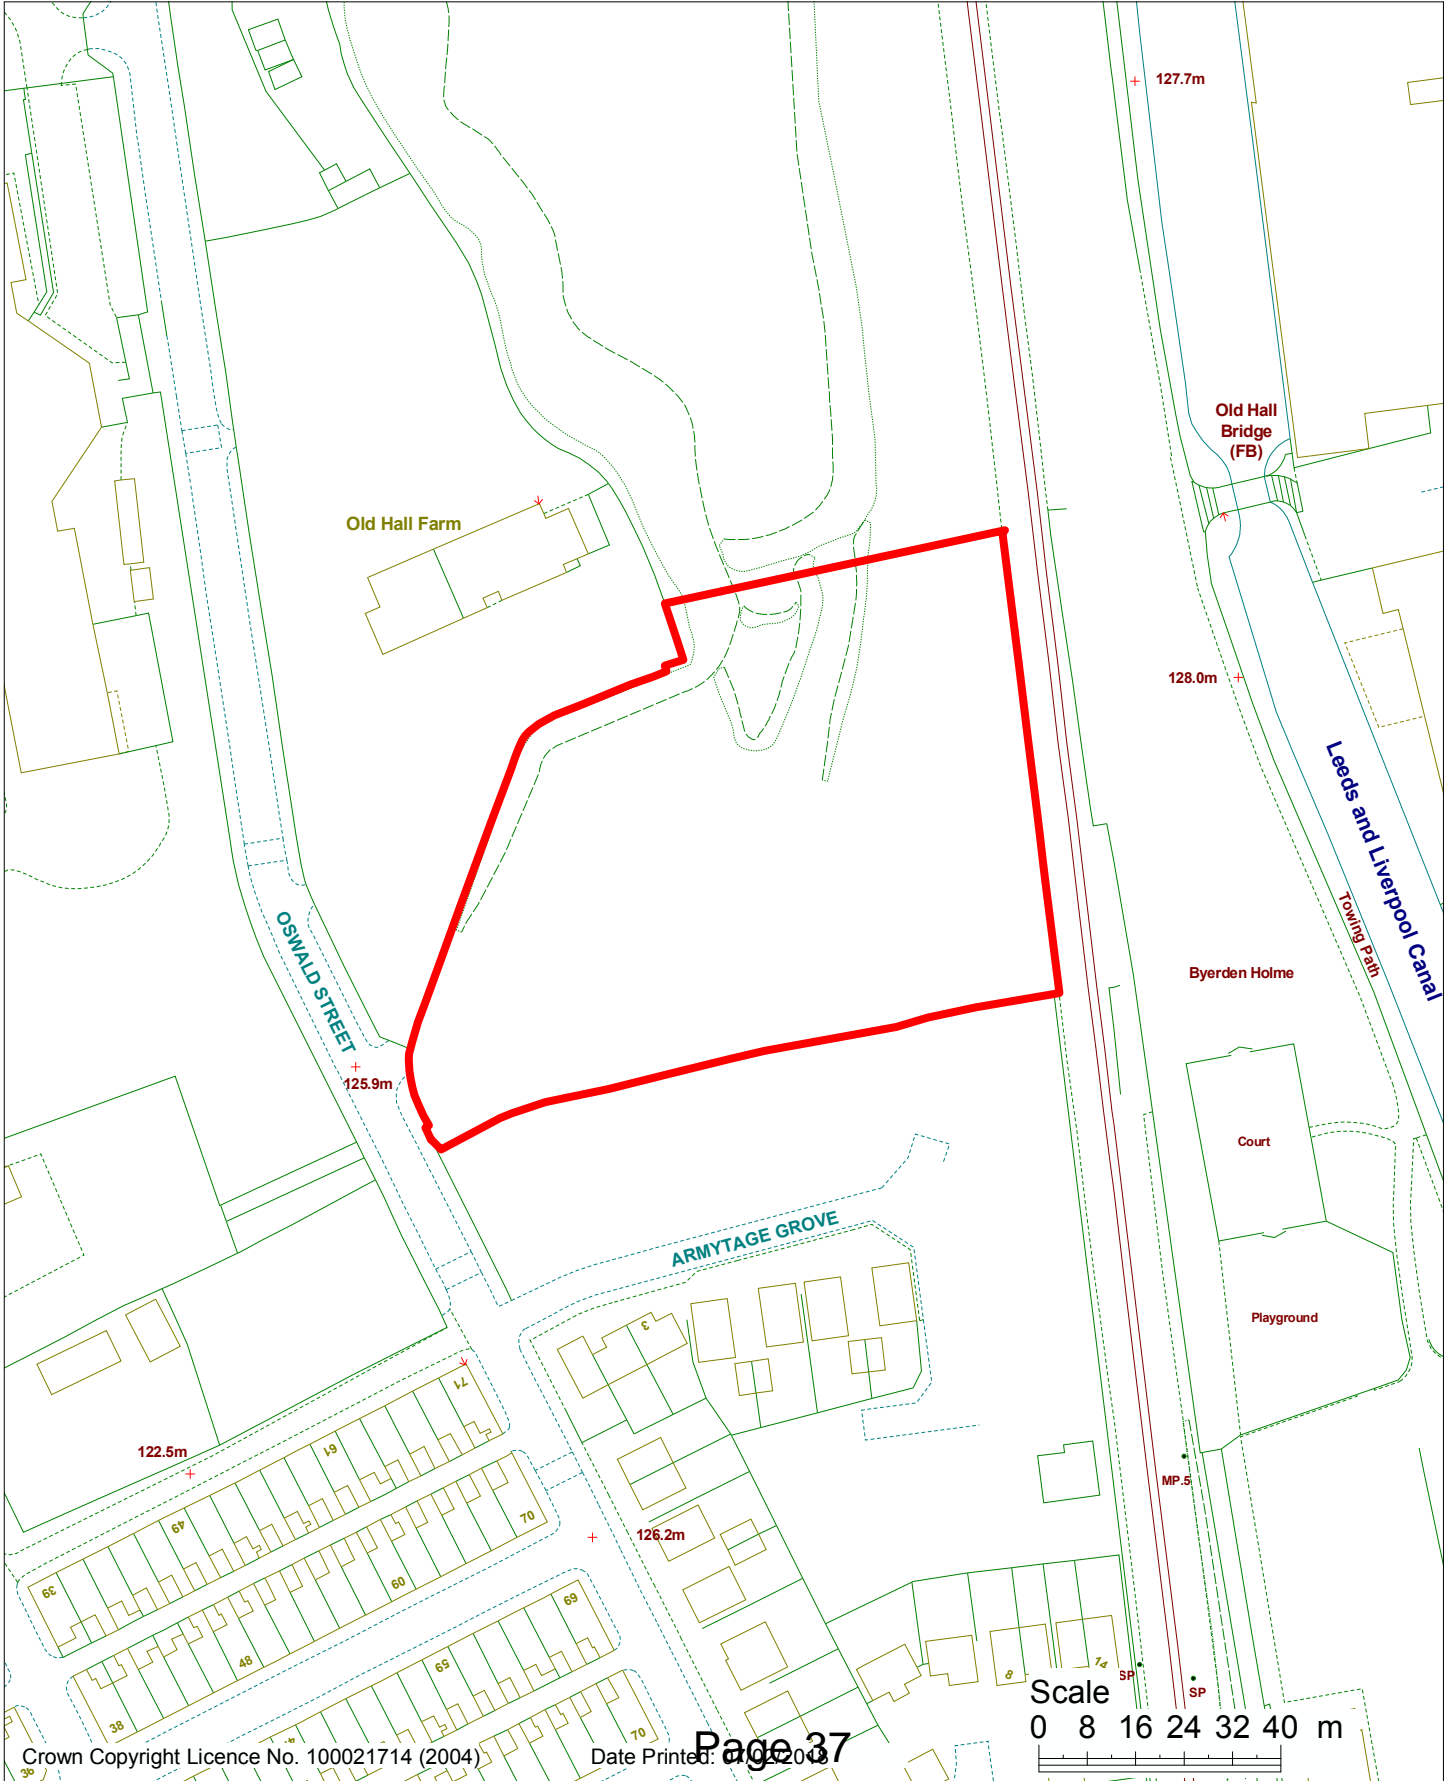 127.7m
Old Hall
Bridge
(FB)
Old Hall Farm
128.0m
Leeds and Liverpool Canal
Towing Path
OSWALD STREET
Byerden Holme
125.9m
Court
ARMYTAGE GROVE
Playground
3
71
122.5m
61
MP.5
49
70
126.2m
39
60
69
48
59
8
14
SP
SP
38
70
36
Scale
0 8 16 24 32 40 m
Page 37
Crown Copyright Licence No. 100021714 (2004)
Date Printed: